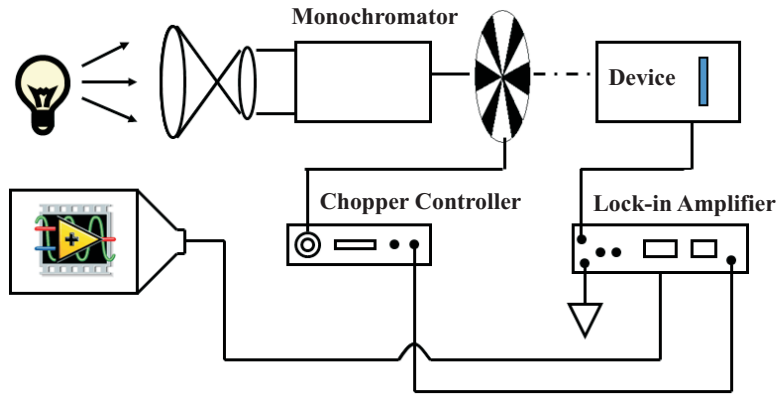 Monochromator
Device
Chopper Controller
Lock-in Amplifier